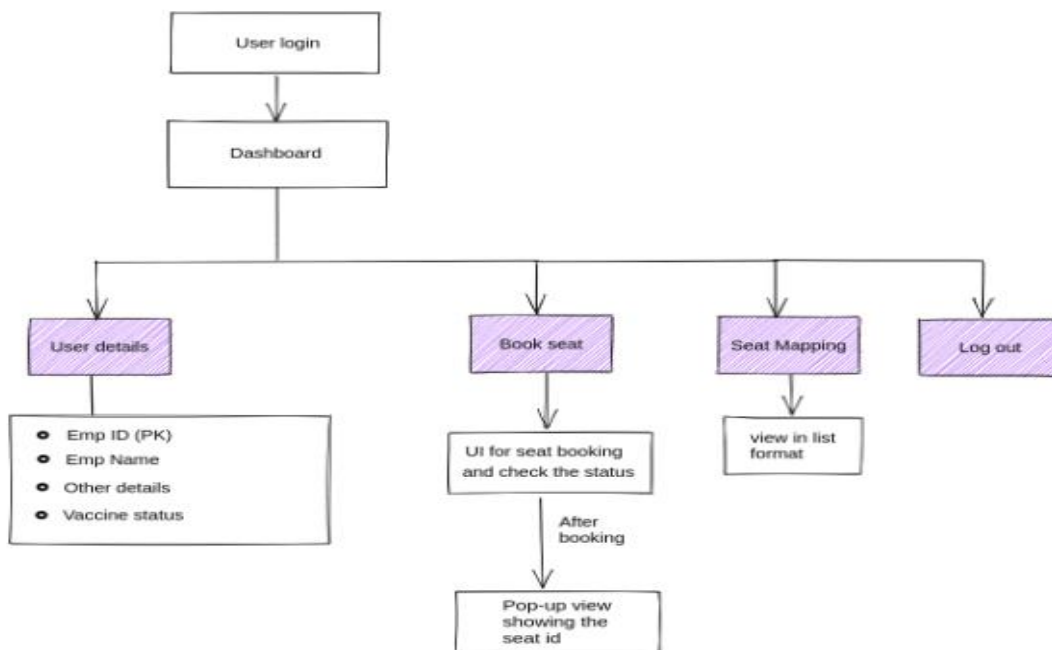 User login
Dashboard
User details
Book seat
Seat Mapping
Log out
Emp ID (PK)
Emp Name
Other details
Vaccine status
UI for seat booking
and check the status
view in list
format
After
booking
Pop-up view
showing the
seat id